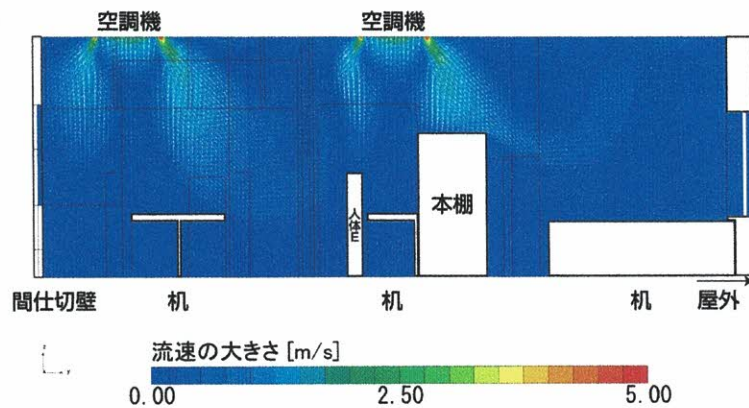 空調機 空調機
人体E
本棚
間仕切壁 机 机 机 屋外
流速の大きさ[m/s]
0.00 2.50 5.00